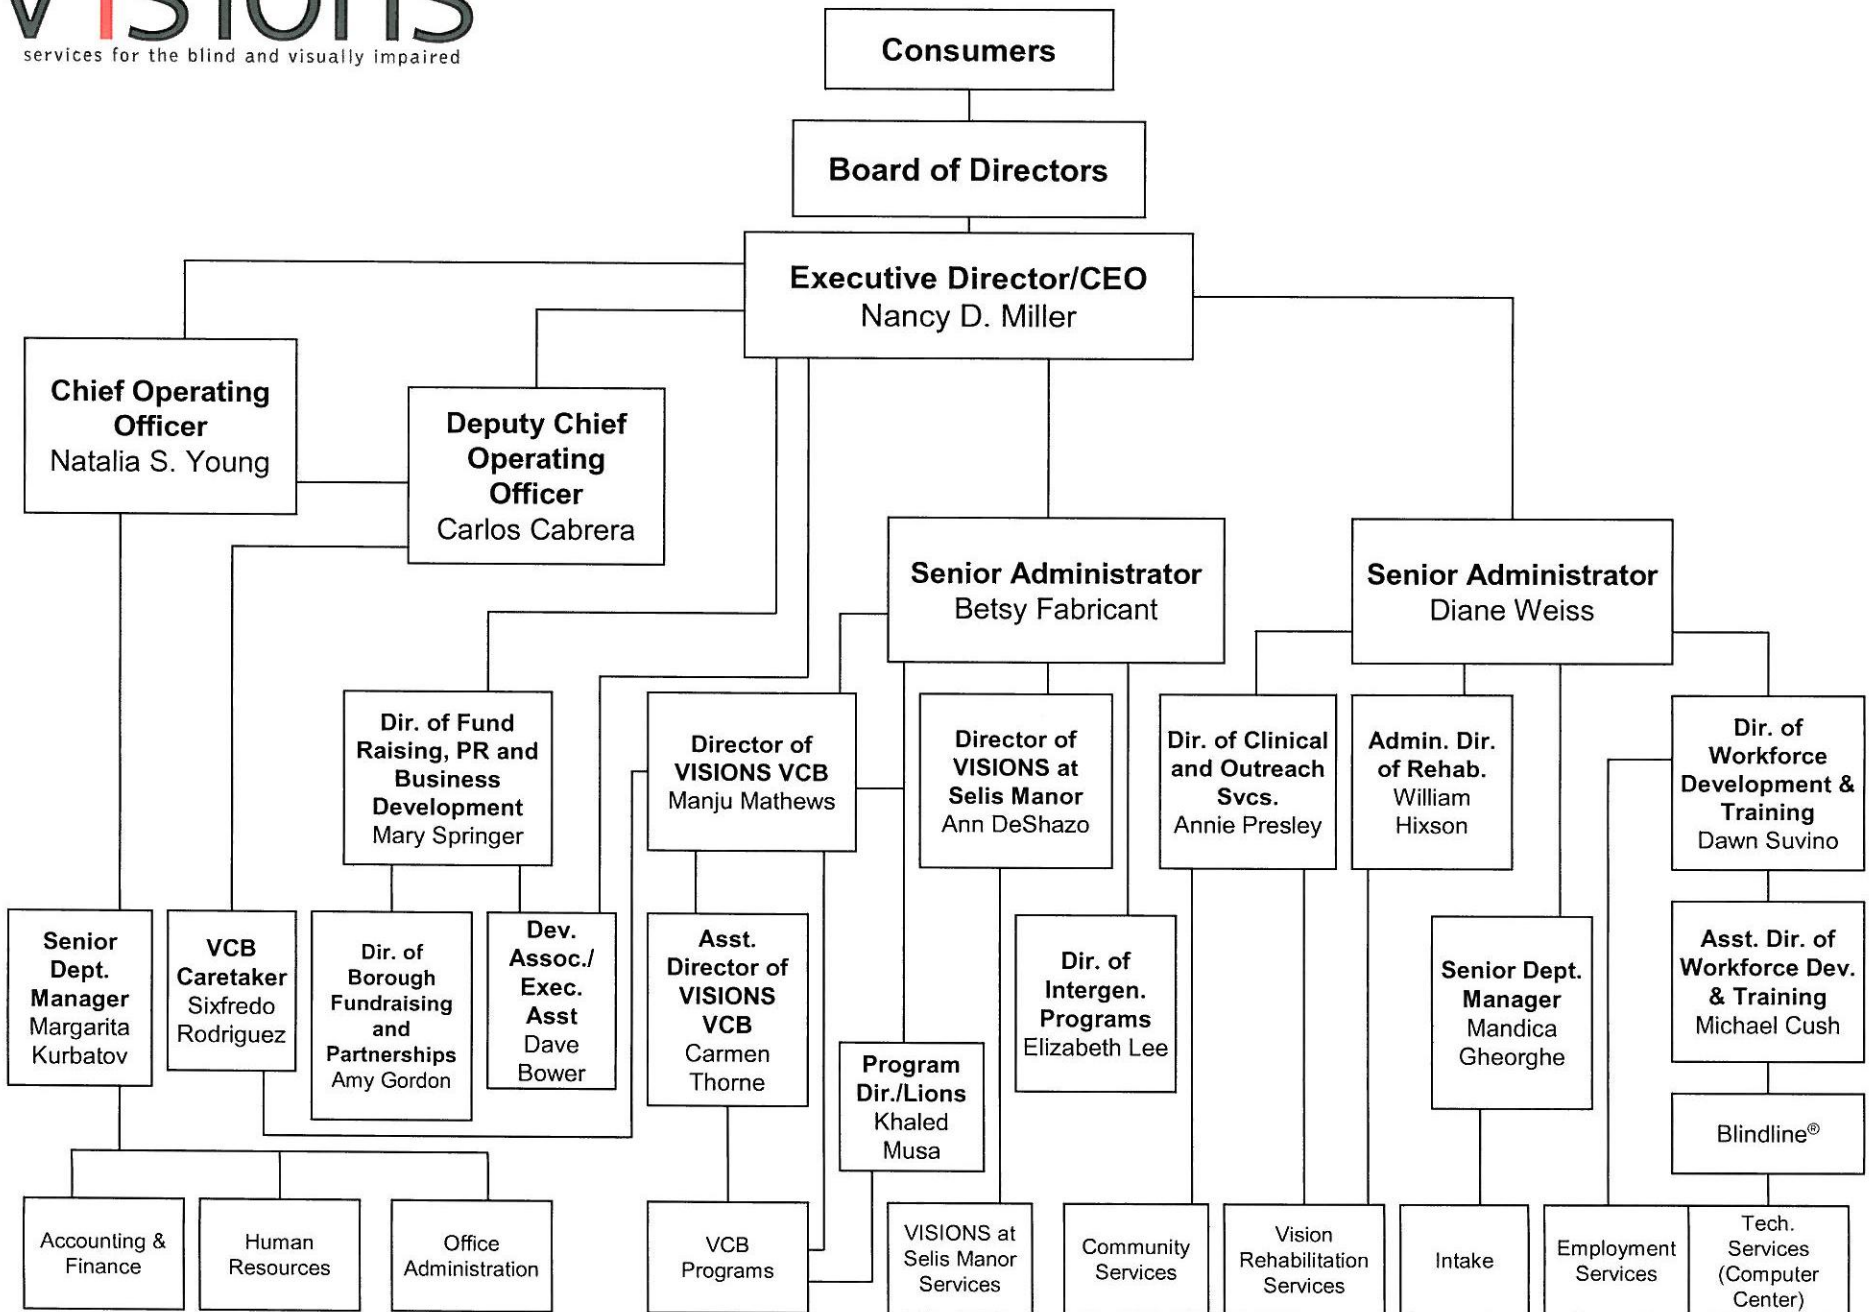 visions
services for the blind and visually impaired
Consumers
Board of Directors
Executive Director/CEO
Nancy D. Miller
Chief Operating
Officer
Natalia S. Young
Deputy Chief
Operating
Officer
Carlos Cabrera
Senior Administrator
Betsy Fabricant
Senior Administrator
Diane Weiss
Dir. of Fund
Raising, PR and
Business
Development
Mary Springer
Director of
VISIONS VCB
Manju Mathews
Director of
VISIONS at
Selis Manor
Ann DeShazo
Dir. of Clinical
and Outreach
Svcs.
Annie Presley
Admin. Dir.
of Rehab.
William
Hixson
Dir. of
Workforce
Development &
Training
Dawn Suvino
Senior
Dept.
Manager
Margarita
Kurbatov
VCB
Caretaker
Sixfredo
Rodriguez
Dir. of
Borough
Fundraising
and
Partnerships
Amy Gordon
Dev.
Assoc./
Exec.
Asst
Dave
Bower
Asst.
Director of
VISIONS
VCB
Carmen
Thorne
Program
Dir./Lions
Khaled
Musa
Dir. of
Intergen.
Programs
Elizabeth Lee
Senior Dept.
Manager
Mandica
Gheorghe
Asst. Dir. of
Workforce Dev.
& Training
Michael Cush
Blindline®
Accounting &
Finance
Human
Resources
Office
Administration
VCB
Programs
VISIONS at
Selis Manor
Services
Community
Services
Vision
Rehabilitation
Services
Intake
Employment
Services
Tech.
Services
(Computer
Center)